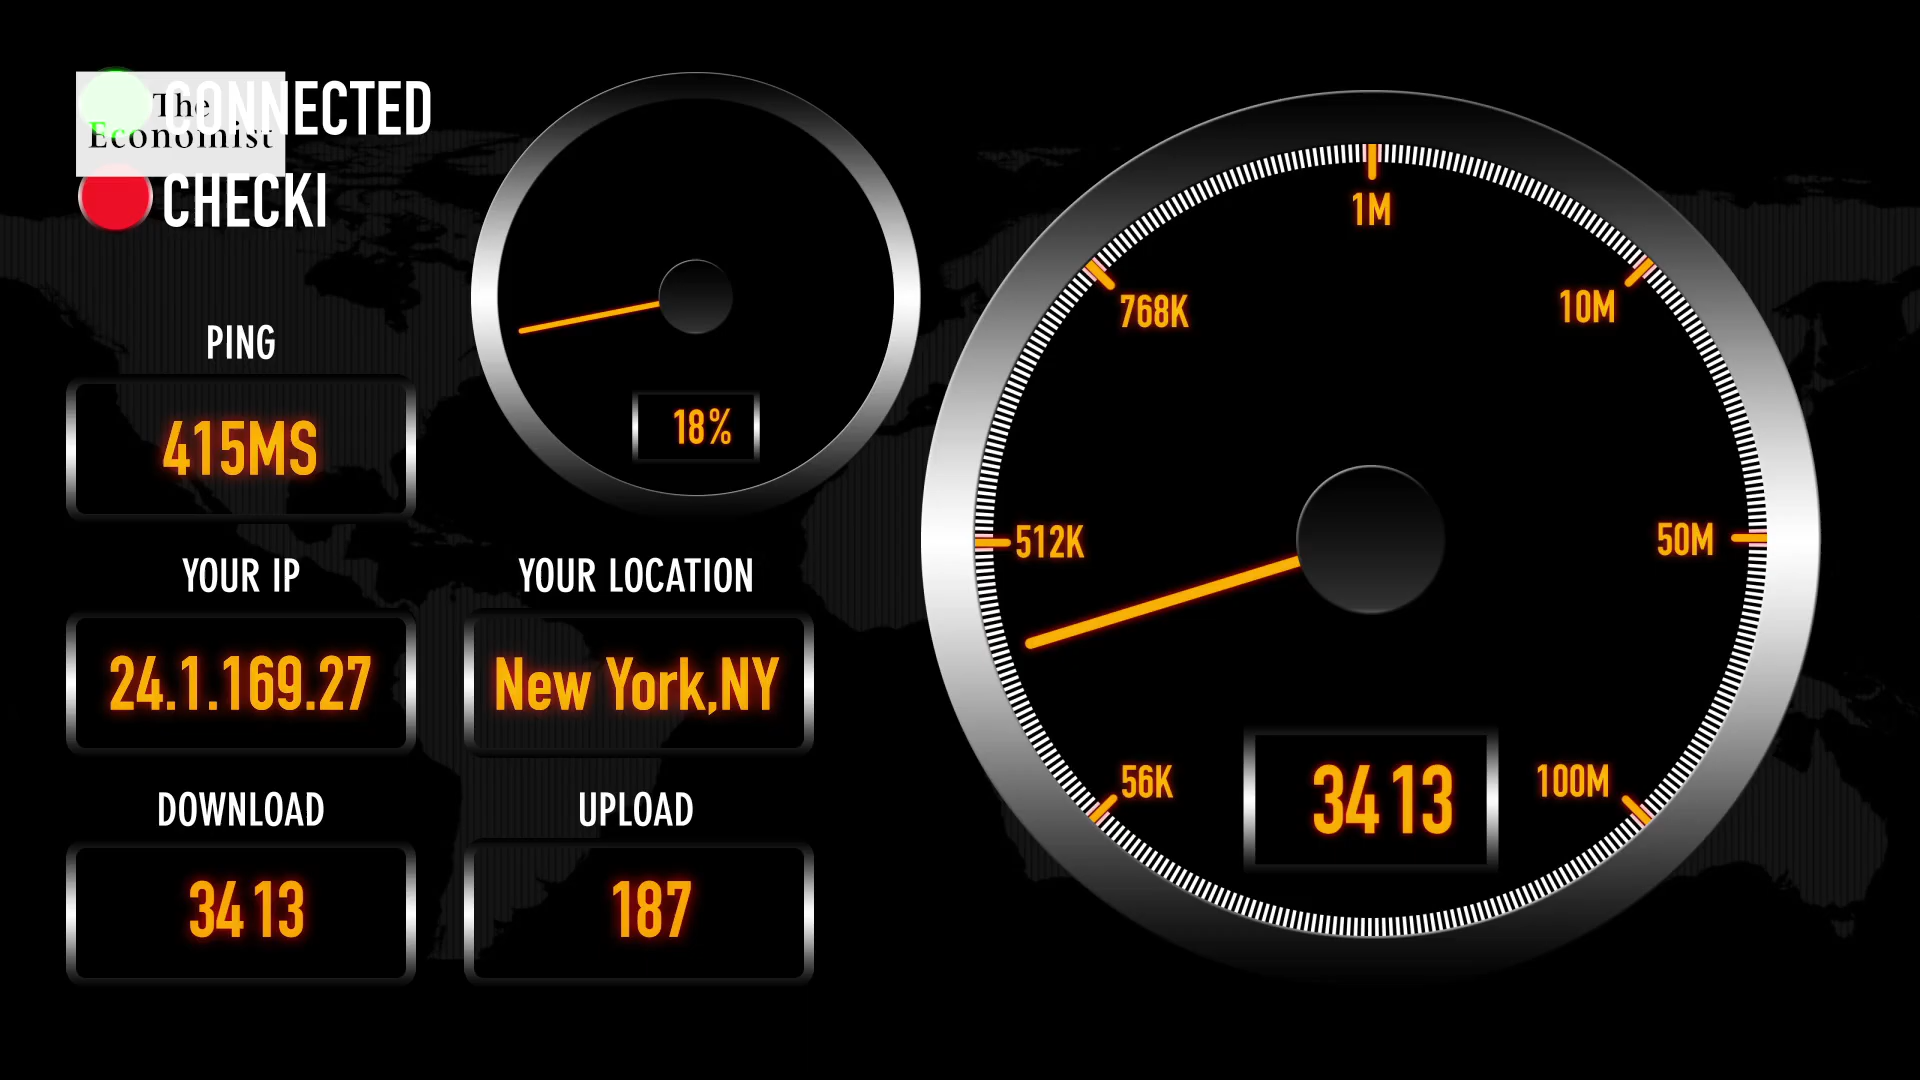 The
Economist
CONNECTED
CHECKI
PING
415MS
18%
YOUR IP
24.1.169.27
YOUR LOCATION
New York,NY
DOWNLOAD
3413
UPLOAD
187
1M
768K
10M
512K
50M
56K
100M
3413